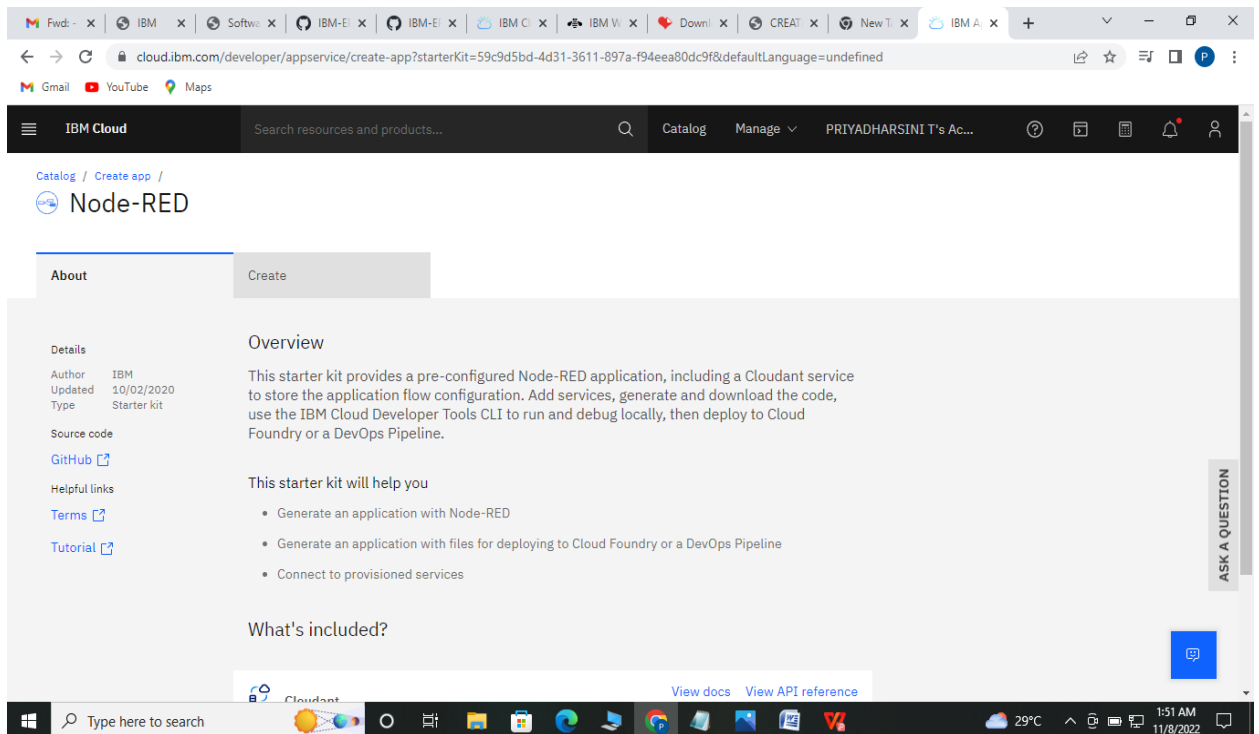 Fwd: -
IBM
Softwa
IBM-E
IBM-E
IBM C
IBM W
Downl
CREAT
New T
IBM A
cloud.ibm.com/developer/appservice/create-app?starterKit=59c9d5bd-4d31-3611-897a-f94eea80dc9f&defaultLanguage=undefined
P
Gmail
YouTube
Maps
IBM Cloud
Search resources and products...
Catalog
Manage
PRIYADHARSINI T's Ac...
Catalog / Create app /
Node-RED
About
Create
Details
Author IBM
Updated 10/02/2020
Type Starter kit
Source code
GitHub
Helpful links
Terms
Tutorial
Overview
This starter kit provides a pre-configured Node-RED application, including a Cloudant service
to store the application flow configuration. Add services, generate and download the code,
use the IBM Cloud Developer Tools CLI to run and debug locally, then deploy to Cloud
Foundry or a DevOps Pipeline.
This starter kit will help you
• Generate an application with Node-RED
• Generate an application with files for deploying to Cloud Foundry or a DevOps Pipeline
• Connect to provisioned services
What's included?
Cloudant
View docs
View API reference
ASK A QUESTION
Type here to search
29°C
1:51 AM
11/8/2022